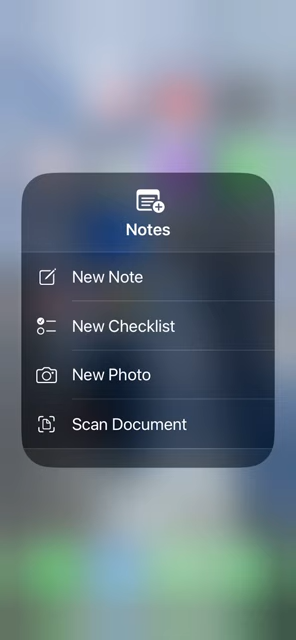 Notes
New Note
New Checklist
New Photo
Scan Document